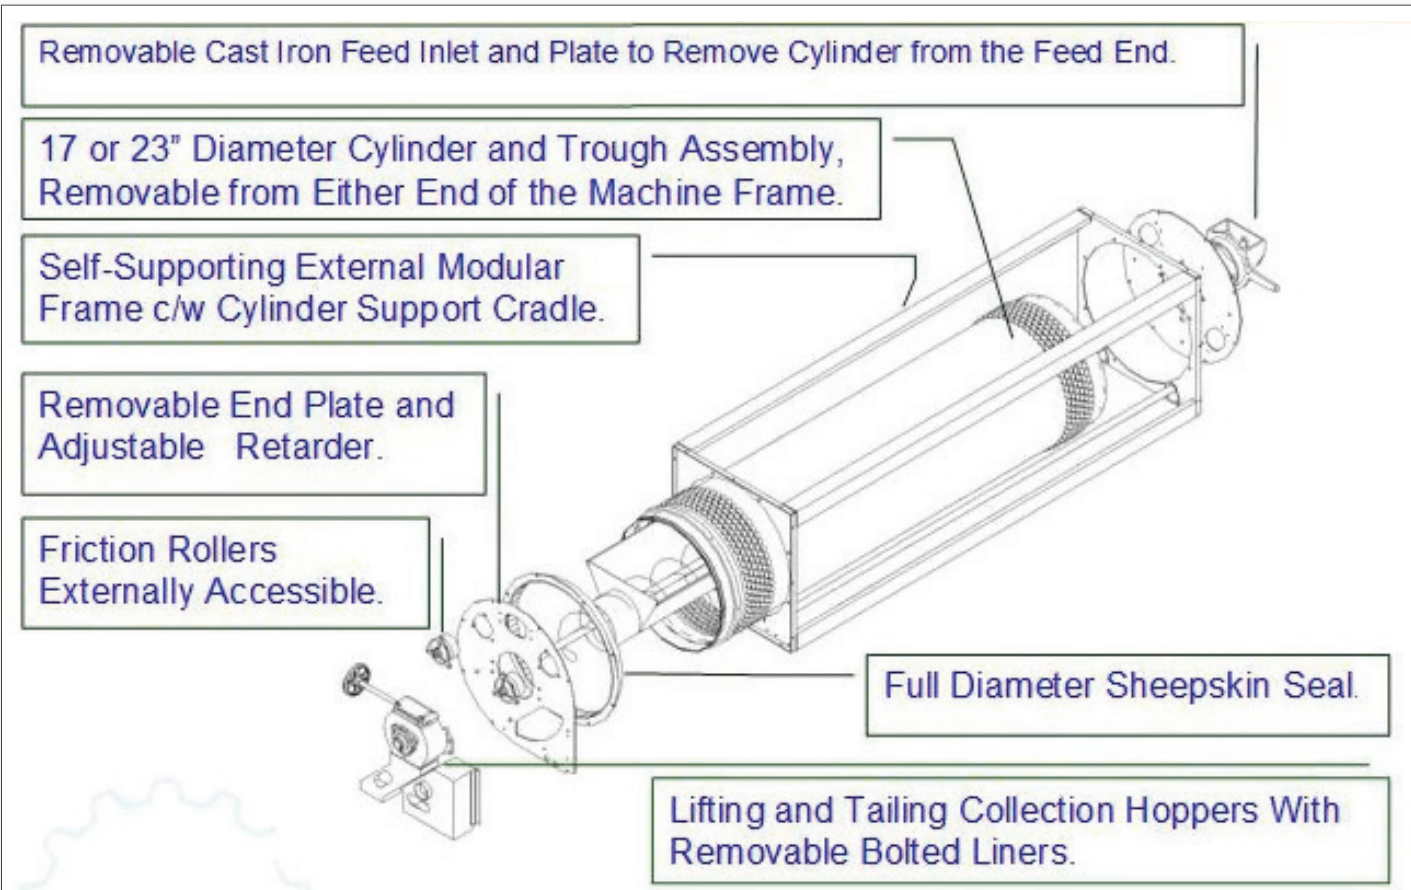 Removable Cast Iron Feed Inlet and Plate to Remove Cylinder from the Feed End.
17 or 23” Diameter Cylinder and Trough Assembly,
Removable from Either End of the Machine Frame.
Self-Supporting External Modular
Frame c/w Cylinder Support Cradle.
Removable End Plate and
Adjustable Retarder.
Friction Rollers
Externally Accessible.
Full Diameter Sheepskin Seal.
Lifting and Tailing Collection Hoppers With
Removable Bolted Liners.